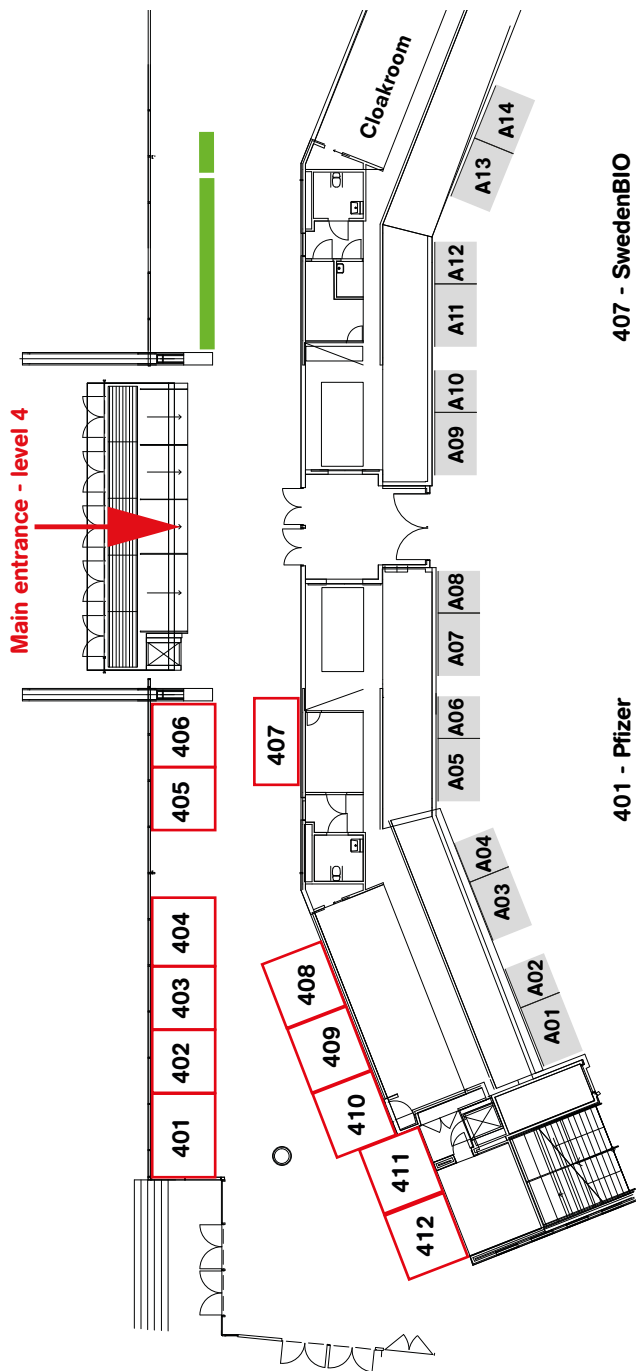 Main entrance - level 4
Cloakroom
401
402
403
404
405
406
407
408
409
410
411
412
A01
A02
A03
A04
A05
A06
A07
A08
A09
A10
A11
A12
A13
A14
401 - Pfizer
407 - SwedenBIO